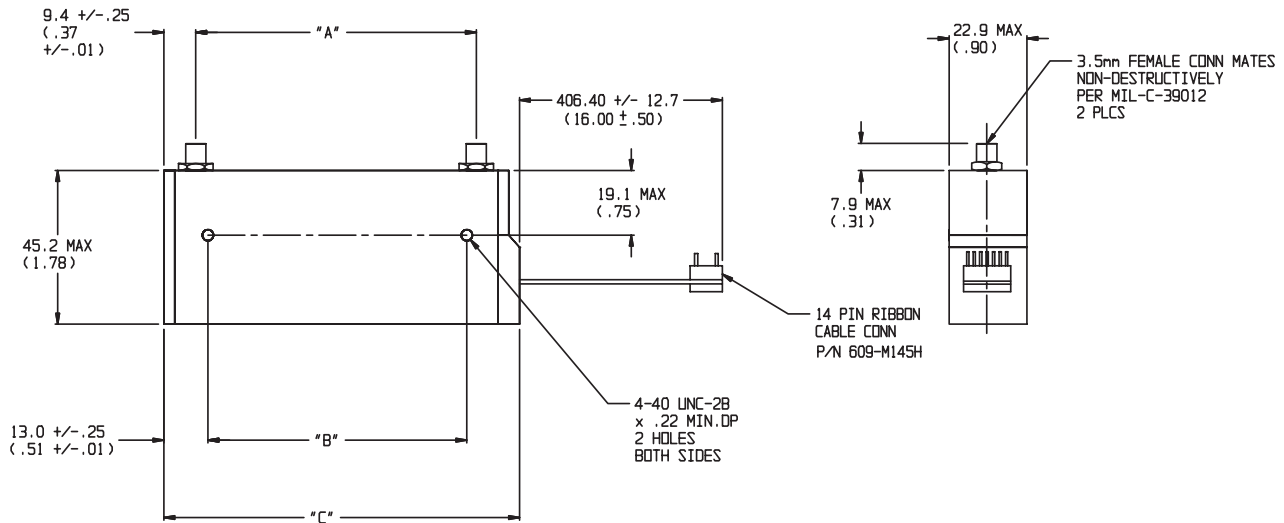 9.4 +/-.25
(.37
+/-.01)
"A"
406.40 +/- 12.7
(16.00 ± .50)
22.9 MAX
(.90)
3.5mm FEMALE CONN MATES
NON-DESTRUCTIVELY
PER MIL-C-39012
2 PLCS
19.1 MAX
(.75)
7.9 MAX
(.31)
45.2 MAX
(1.78)
14 PIN RIBBON
CABLE CONN
P/N 609-M145H
4-40 UNC-2B
x .22 MIN.DP
2 HOLES
BOTH SIDES
13.0 +/-.25
(.51 +/-.01)
"B"
"C"